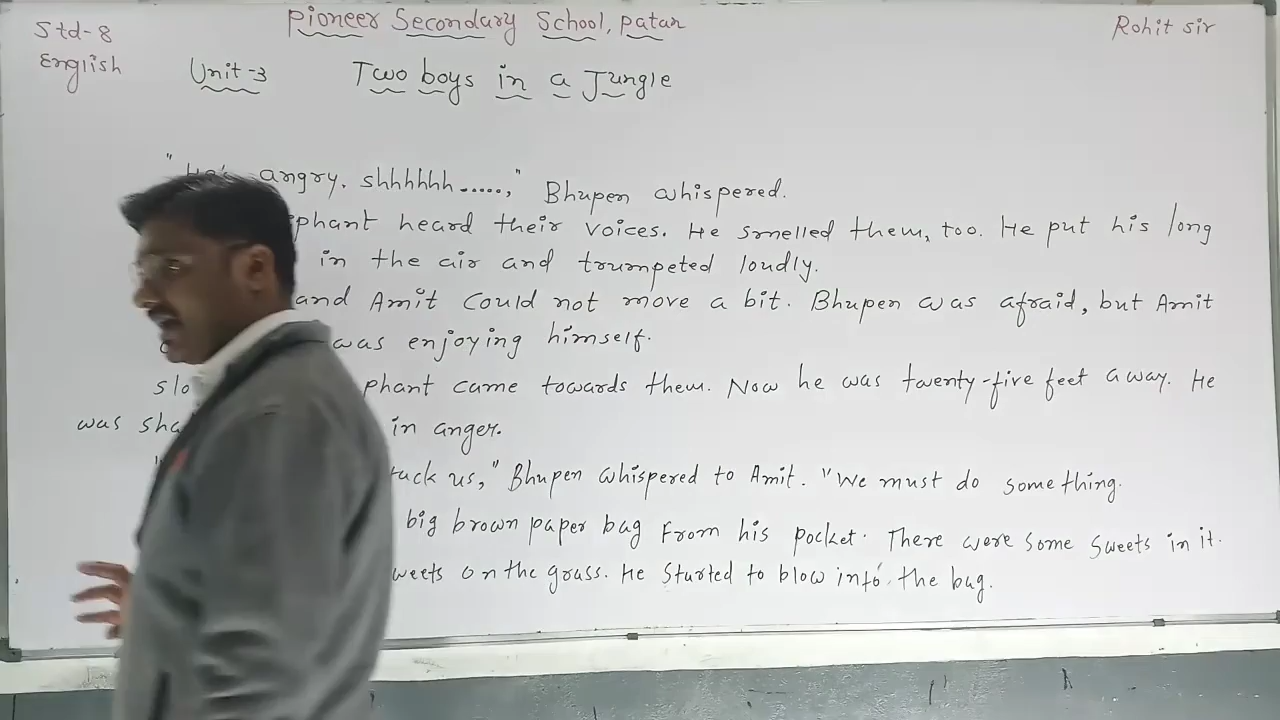 Std-8
Pioneer Secondary School, Patan
Rohit sir
English
Unit-3
Two boys in a Jungle
angry. shhhhhh.....," Bhupen whispered.
phant heard their voices. He smelled them, too. He put his long
in the air and trumpeted loudly.
and Amit could not move a bit. Bhupen was afraid, but Amit
was enjoying himself.
slo phant came towards them. Now he was twenty-five feet away. He
was sha in anger.
tack us," Bhupen whispered to Amit. "We must do something.
big brown paper bag From his pocket. There were some sweets in it.
weets on the grass. He started to blow into the bag.